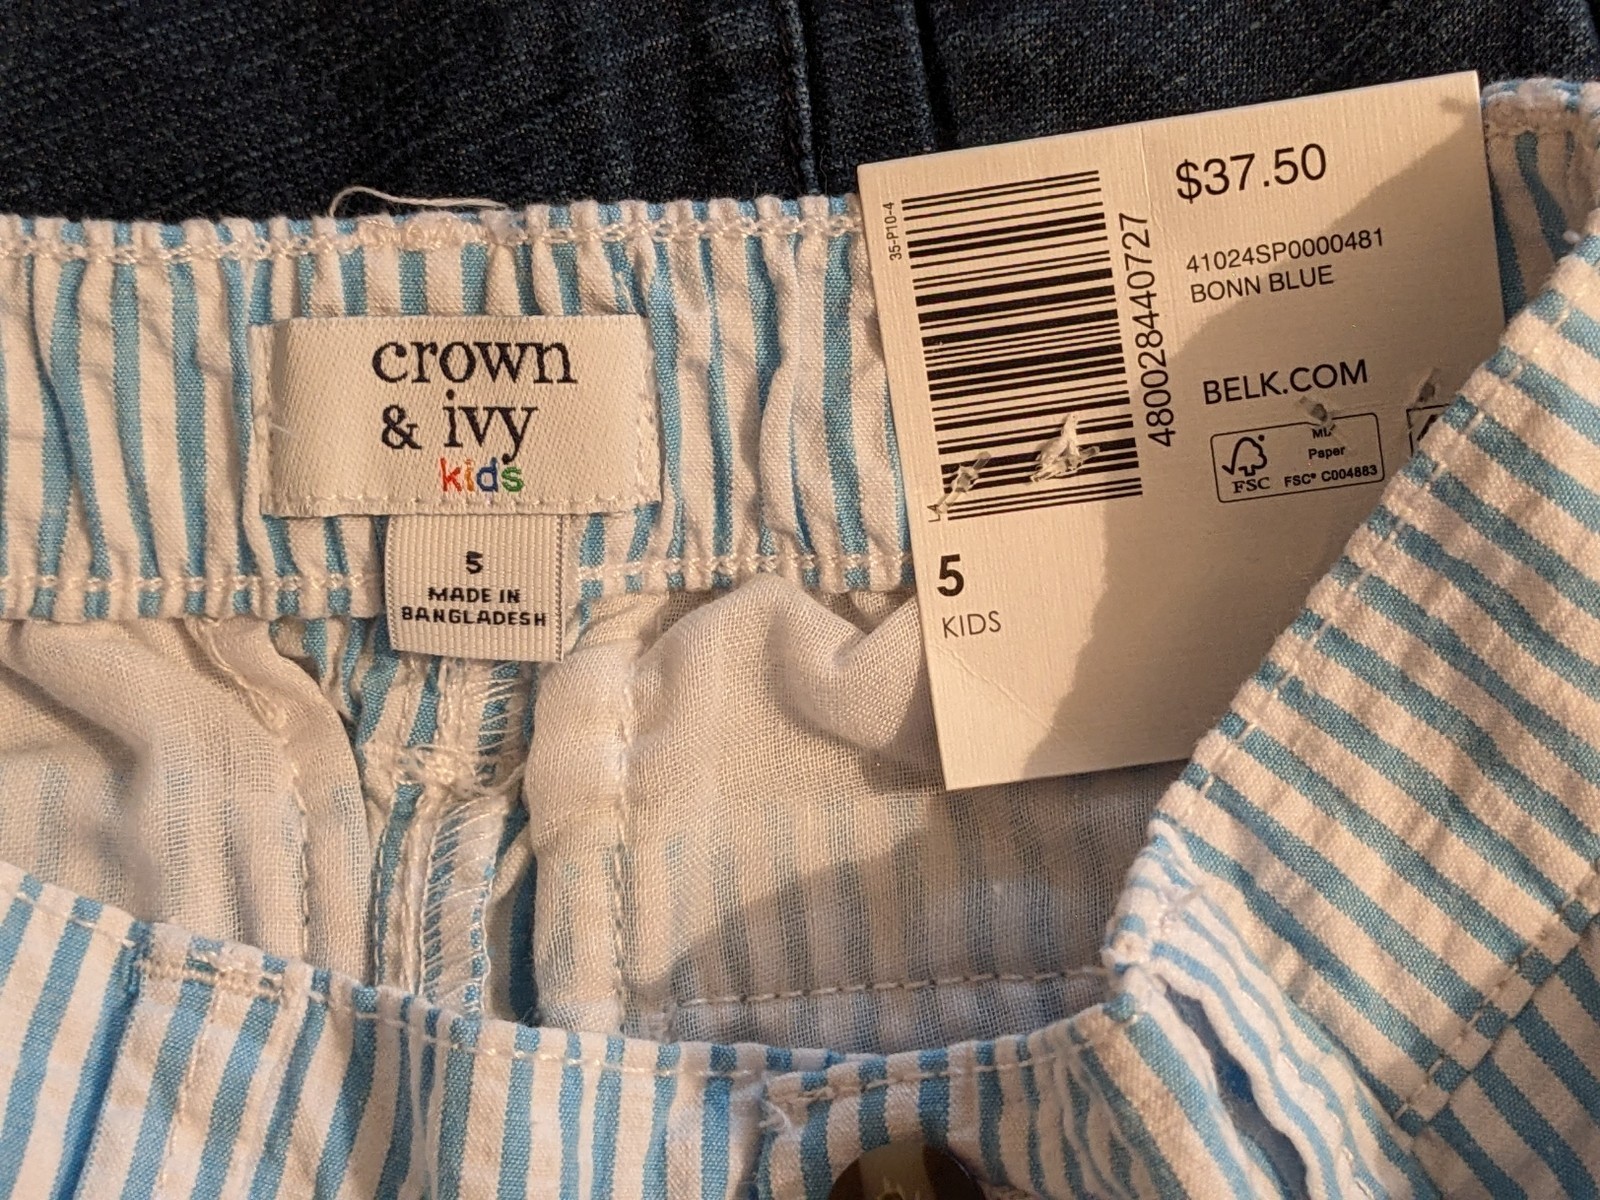 crown
& ivy
kids
5
MADE IN
BANGLADESH
35-P10-4
480028440727
$37.50
41024SP0000481
BONN BLUE
BELK.COM
FSC
Paper
FSC® C004883
5
KIDS